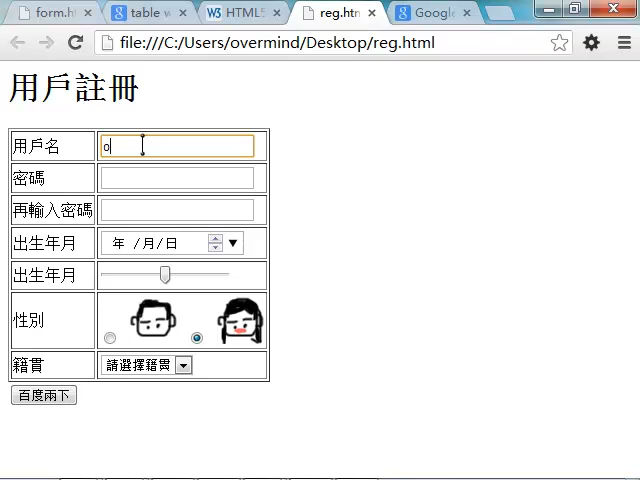 form.h
table w
HTML5
reg.htn
Google
file:///C:/Users/overmind/Desktop/reg.html
用戶註冊
用戶名
o
密碼
再輸入密碼
出生年月
年 /月/日
出生年月
性別
籍貫
請選擇籍貫
百度兩下